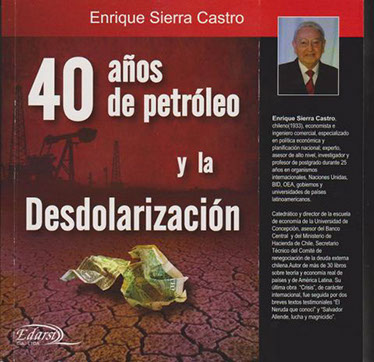 Enrique Sierra Castro
40 años
de petróleo
y la
Desdolarización
Edarsi
Enrique Sierra Castro,
chileno(1933), economista e
ingeniero comercial, especializado
en política económica y
planificación nacional; experto,
asesor de alto nivel, investigador y
profesor de postgrado durante 25
años en organismos
internacionales, Naciones Unidas,
BID, OEA, gobiernos y
universidades de países
latinoamericanos.
Catedrático y director de la escuela
de economía de la Universidad de
Concepción, asesor del Banco
Central y del Ministerio de
Hacienda de Chile, Secretario
Técnico del Comité de
renegociación de la deuda externa
chilena.Autor de más de 30 libros
sobre teoría y economía real de
países y de América Latina. Su
última obra "Crisis", de carácter
internacional, fue seguida por dos
breves textos testimoniales "El
Neruda que conocí" y "Salvador
Allende, lucha y magnicidio".